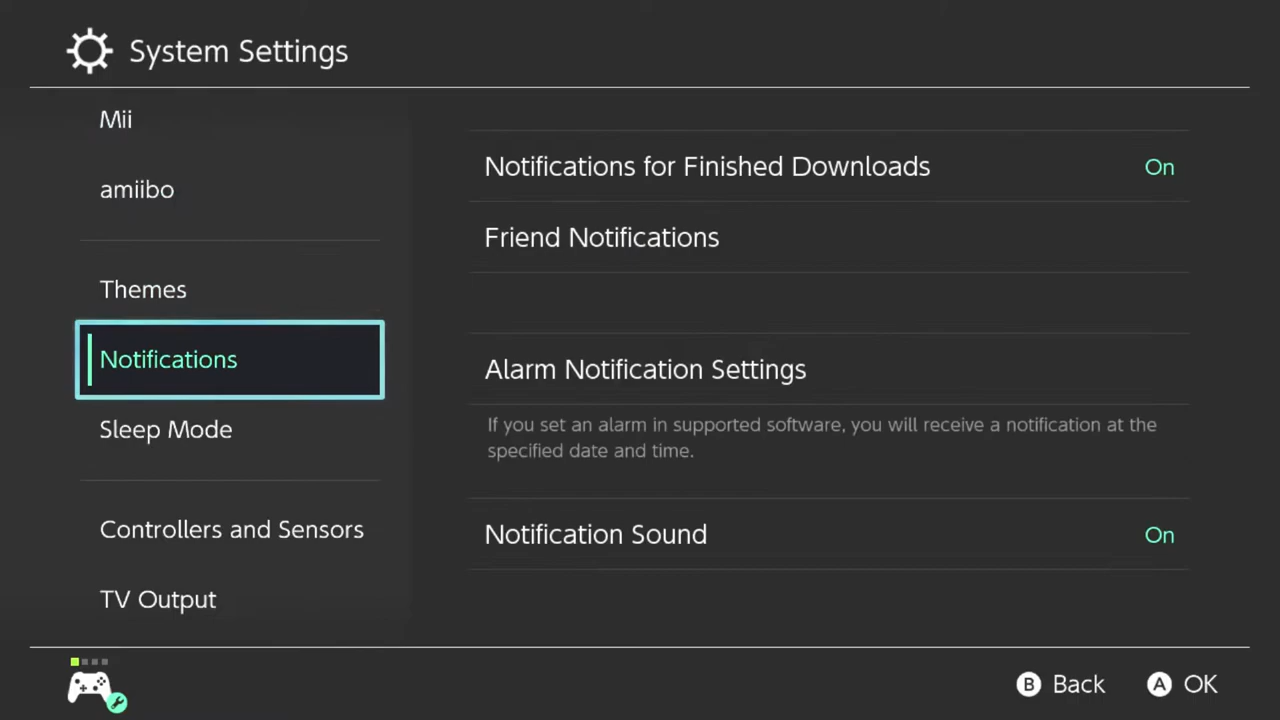 System Settings
Mii
amiibo
Themes
Notifications
Sleep Mode
Controllers and Sensors
TV Output
Notifications for Finished Downloads On
Friend Notifications
Alarm Notification Settings
If you set an alarm in supported software, you will receive a notification at the
specified date and time.
Notification Sound On
B Back A OK